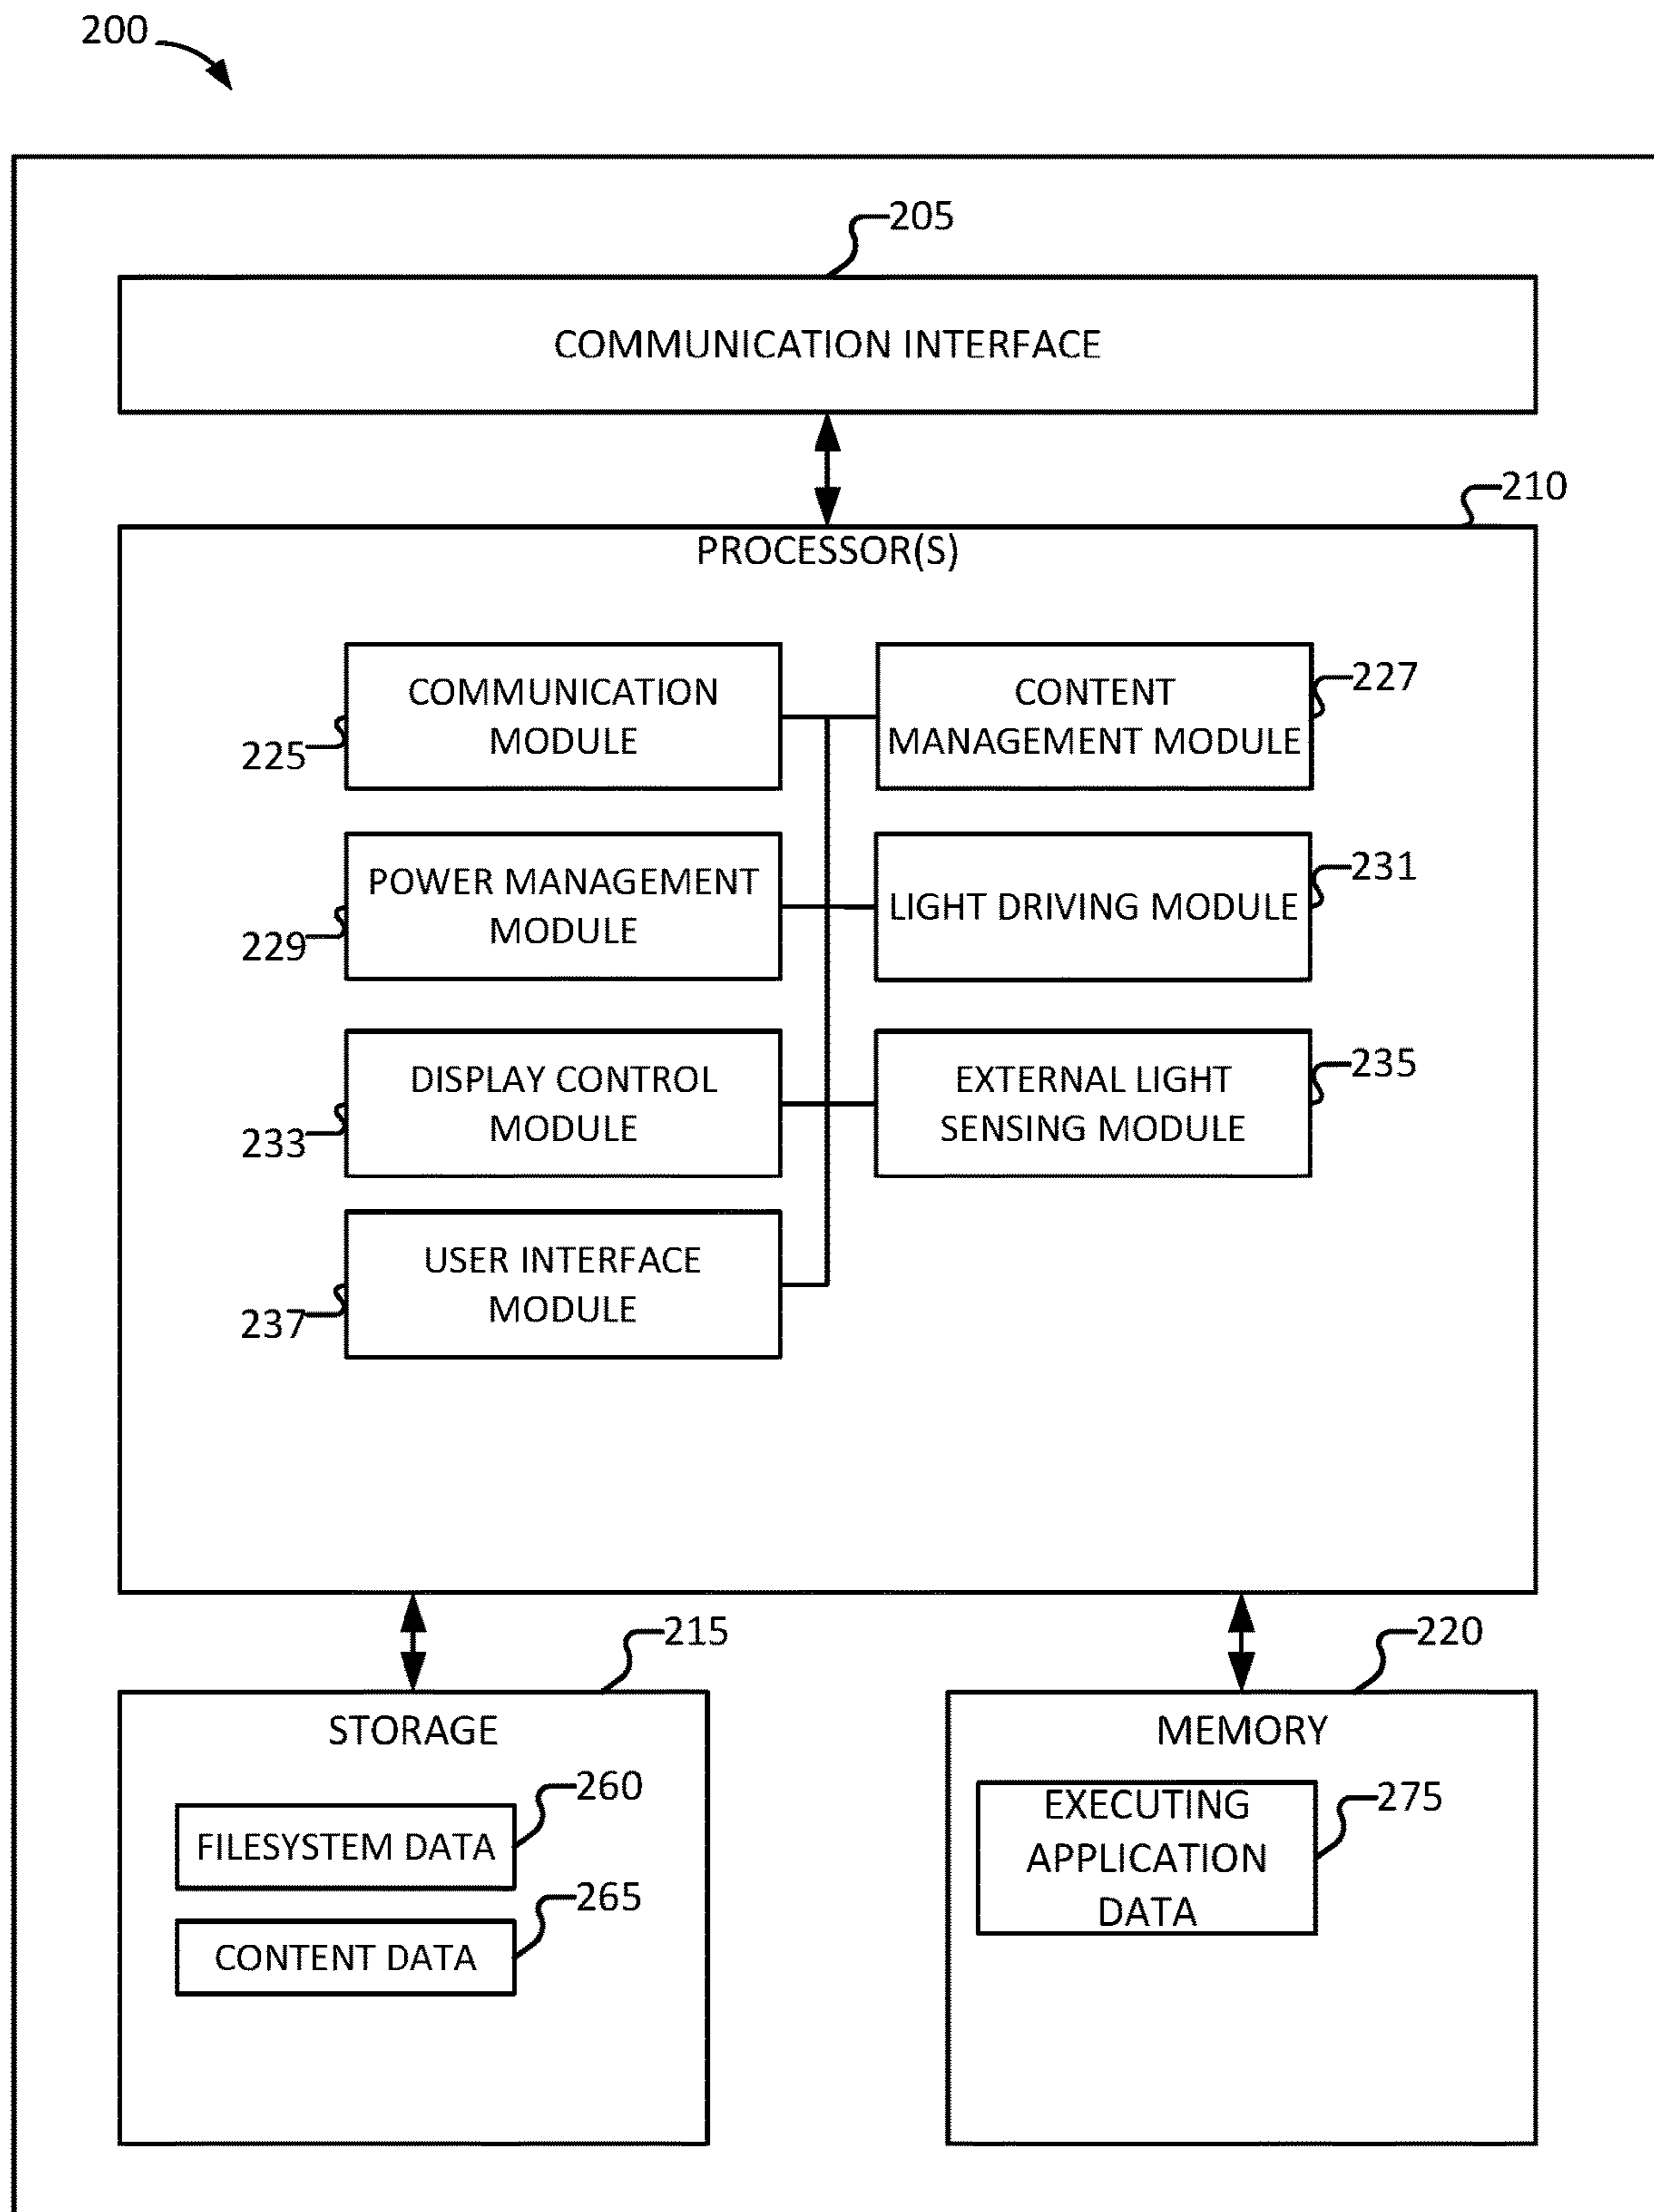 200
205
COMMUNICATION INTERFACE
210
PROCESSOR(S)
COMMUNICATION
MODULE
225
CONTENT
MANAGEMENT MODULE
227
POWER MANAGEMENT
MODULE
229
LIGHT DRIVING MODULE
231
DISPLAY CONTROL
MODULE
233
EXTERNAL LIGHT
SENSING MODULE
235
USER INTERFACE
MODULE
237
215
STORAGE
260
FILESYSTEM DATA
265
CONTENT DATA
220
MEMORY
EXECUTING
APPLICATION
DATA
275